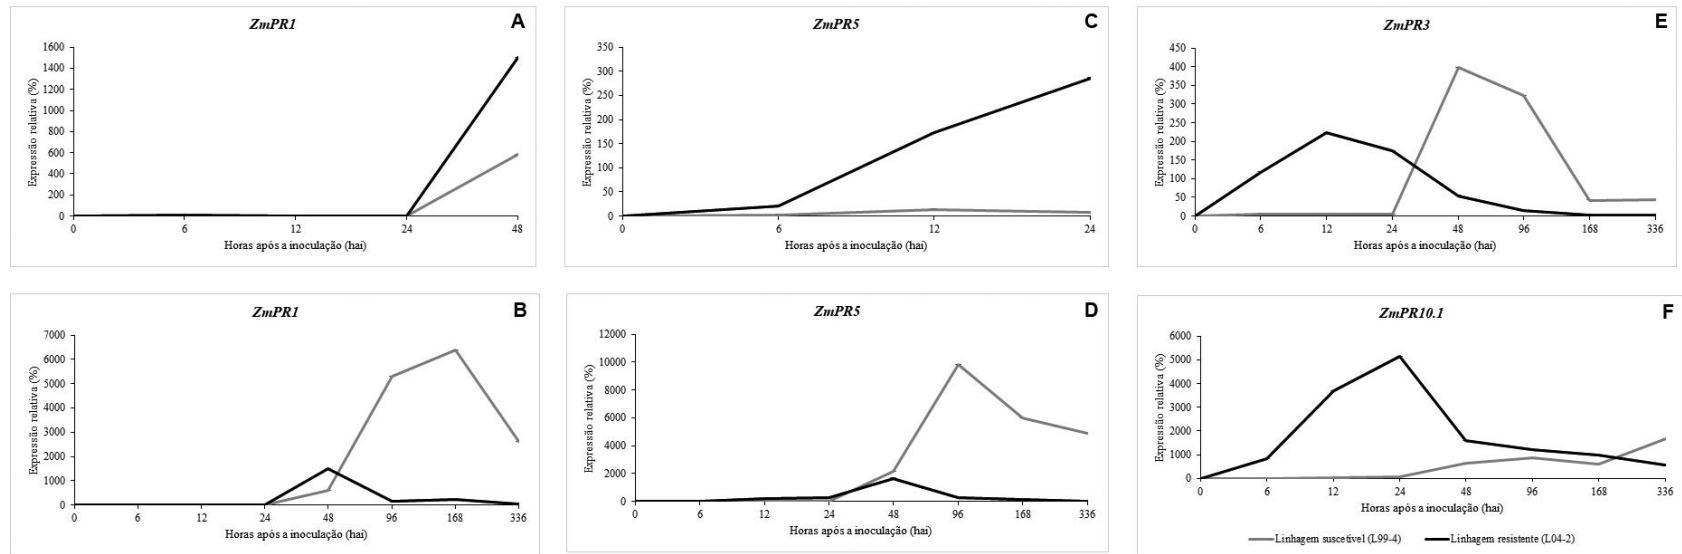 ZmPR1
A
Expressão relativa (%)
1600
1400
1200
1000
800
600
400
200
0
0 6 12 24 48
Horas após a inoculação (hai)
ZmPR5
C
Expressão relativa (%)
350
300
250
200
150
100
50
0
0 6 12 24
Horas após a inoculação (hai)
ZmPR3
E
Expressão relativa (%)
450
400
350
300
250
200
150
100
50
0
0 6 12 24 48 96 168 336
Horas após a inoculação (hai)
ZmPR1
B
Expressão relativa (%)
7000
6000
5000
4000
3000
2000
1000
0
0 6 12 24 48 96 168 336
Horas após a inoculação (hai)
ZmPR5
D
Expressão relativa (%)
12000
10000
8000
6000
4000
2000
0
0 6 12 24 48 96 168 336
Horas após a inoculação (hai)
ZmPR10.1
F
Expressão relativa (%)
6000
5000
4000
3000
2000
1000
0
0 6 12 24 48 96 168 336
Horas após a inoculação (hai)
Linhagem suscetível (L99-4) Linhagem resistente (L04-2)